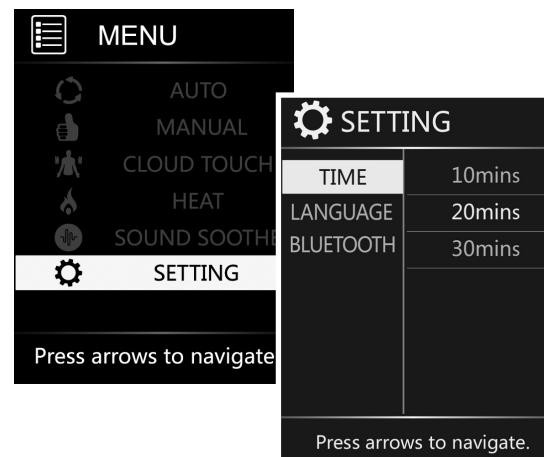 MENU
AUTO
MANUAL
CLOUD TOUCH
HEAT
SOUND SOOTHE
SETTING
Press arrows to navigate
SETTING
TIME
10mins
LANGUAGE
20mins
BLUETOOTH
30mins
Press arrows to navigate.